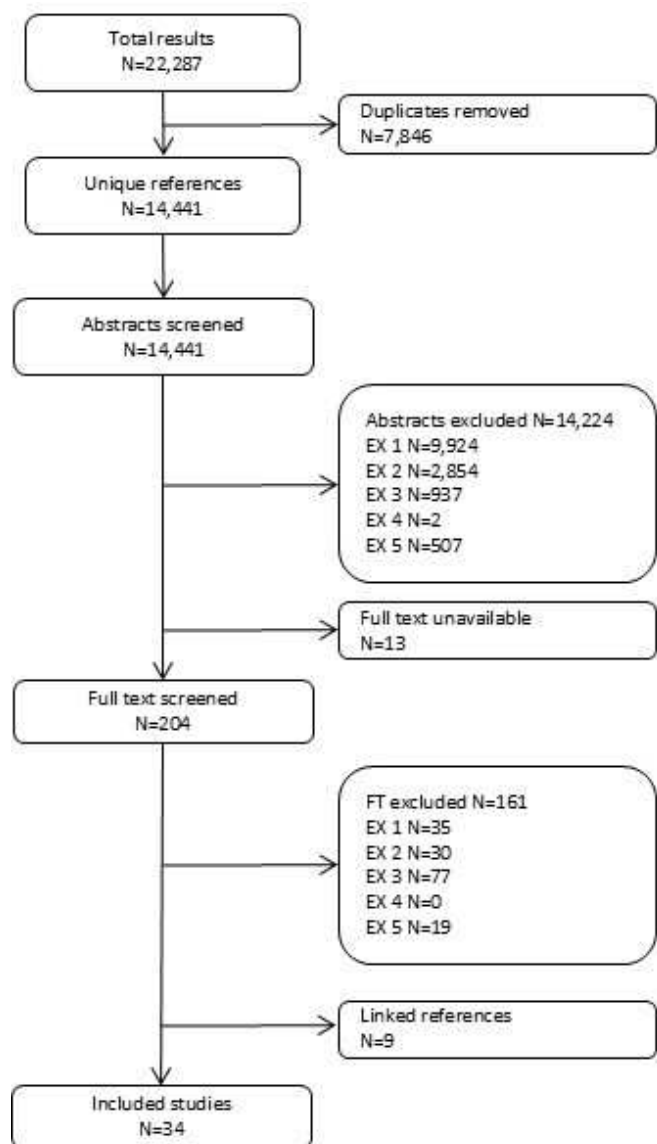 Total results
N=22,287
Duplicates removed
N=7,846
Unique references
N=14,441
Abstracts screened
N=14,441
Abstracts excluded N=14,224
EX 1 N=9,924
EX 2 N=2,854
EX 3 N=937
EX 4 N=2
EX 5 N=507
Full text unavailable
N=13
Full text screened
N=204
FT excluded N=161
EX 1 N=35
EX 2 N=30
EX 3 N=77
EX 4 N=0
EX 5 N=19
Linked references
N=9
Included studies
N=34